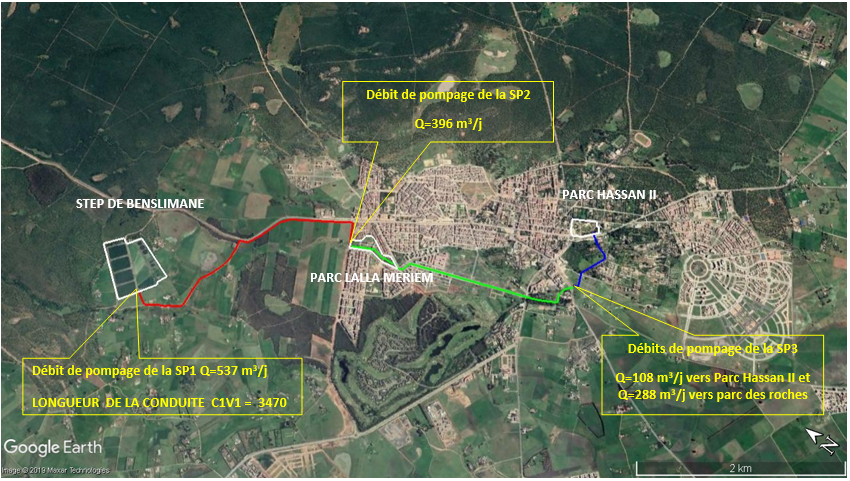 Débit de pompage de la SP2
Q=396 m³/j
PARC HASSAN II
STEP DE BENSLIMANE
PARC LALLA MERIEM
Débit de pompage de la SP1 Q=537 m³/j
LONGUEUR DE LA CONDUITE C1V1 = 3470
Débits de pompage de la SP3
Q=108 m³/j vers Parc Hassan II et
Q=288 m³/j vers parc des roches
Google Earth
Image © 2019 Maxar Technologies
N
2 km